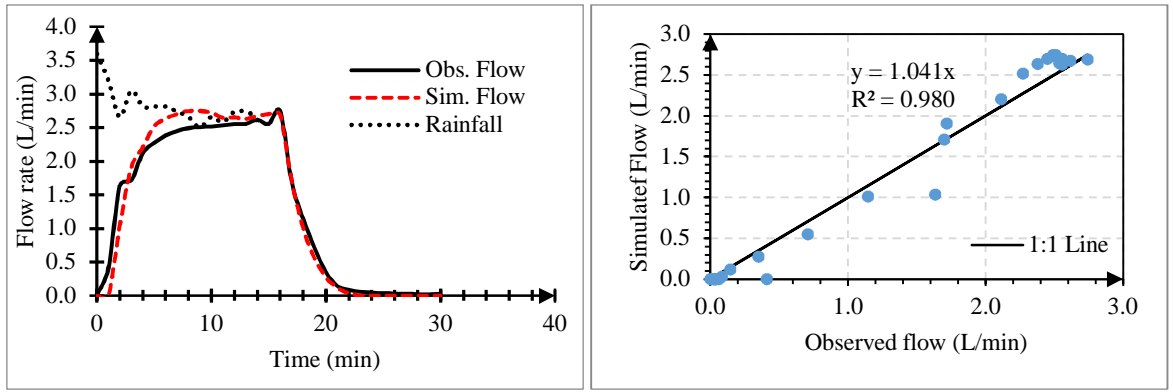 4.0
3.5
3.0
2.5
2.0
1.5
1.0
0.5
0.0
Flow rate (L/min)
Obs. Flow
Sim. Flow
Rainfall
0
10
20
30
40
Time (min)
3.0
2.5
2.0
1.5
1.0
0.5
0.0
Simulatef Flow (L/min)
y = 1.041x
R² = 0.980
1:1 Line
0.0
1.0
2.0
3.0
Observed flow (L/min)